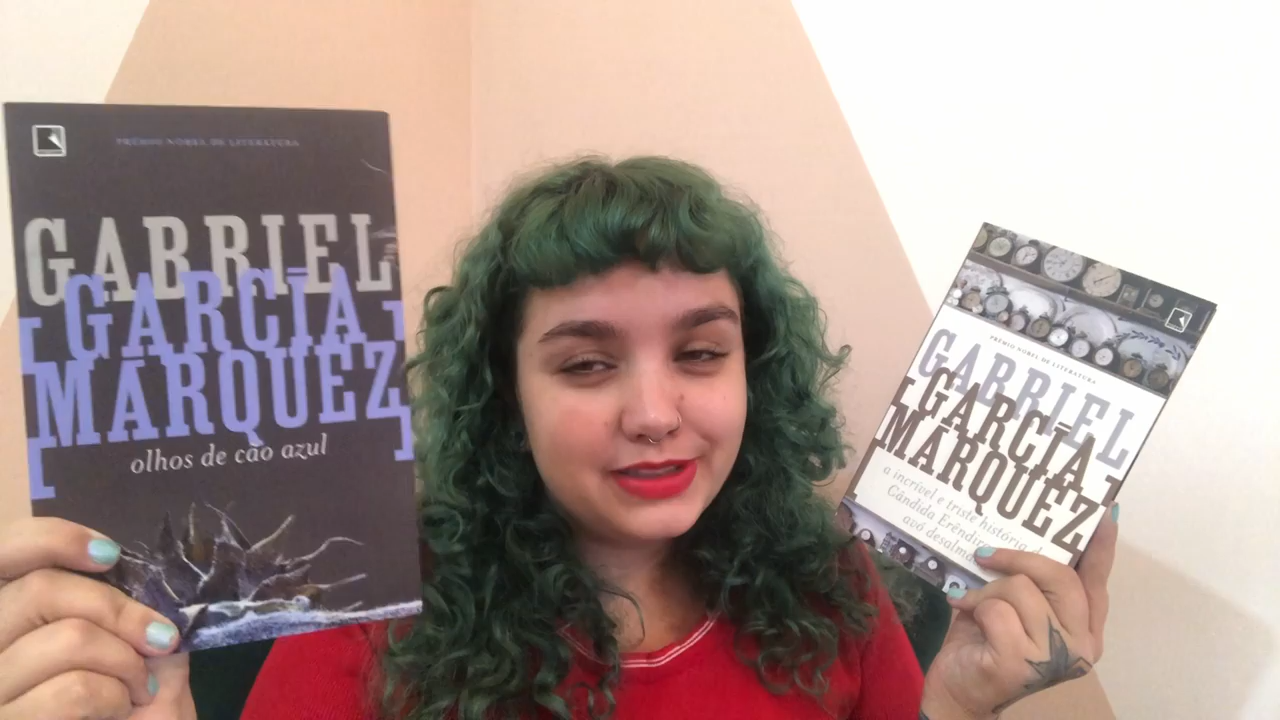 PRÊMIO NOBEL DE LITERATURA
GABRIEL
GARCÍA
MÁRQUEZ
olhos de cão azul
PRÊMIO NOBEL DE LITERATURA
GABRIEL
GARCÍA
MÁRQUEZ
a incrível e triste história
Cândida Erêndira
avó